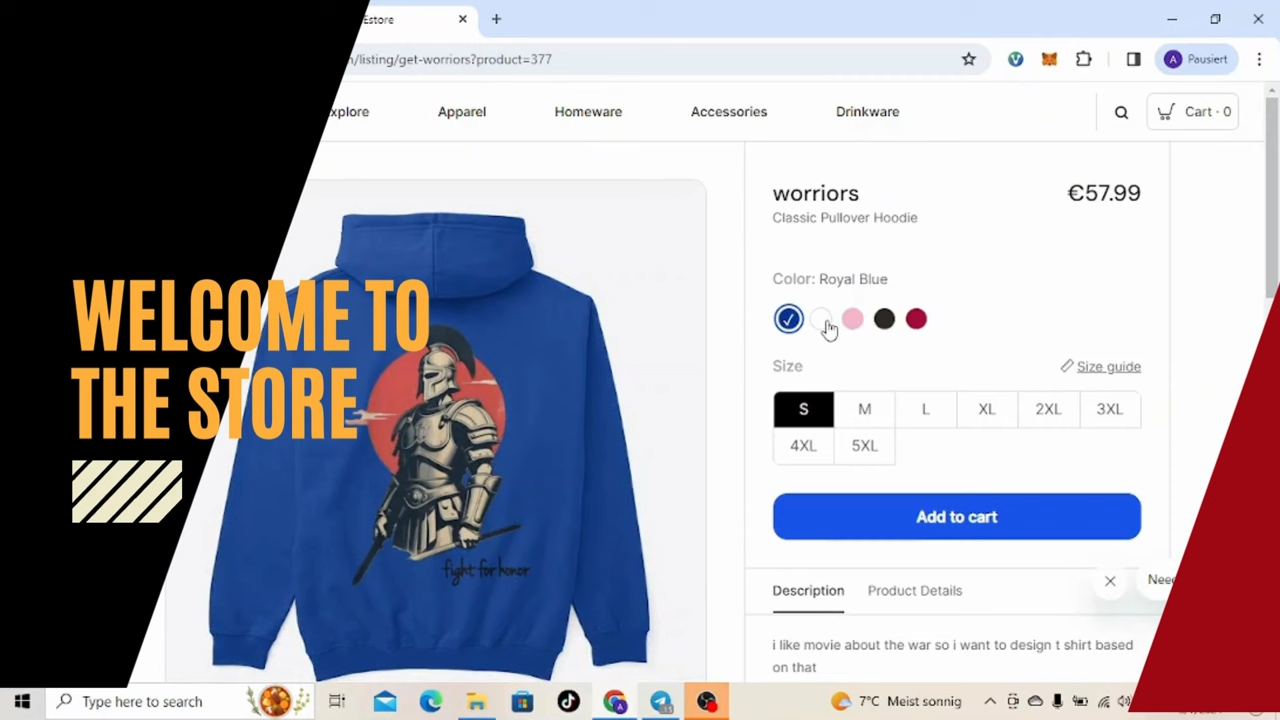 Estore
/listing/get-worriors?product=377
Pausiert
xplore
Apparel
Homeware
Accessories
Drinkware
Cart · 0
worriors
€57.99
Classic Pullover Hoodie
Color: Royal Blue
WELCOME TO
THE STORE
Size
Size guide
S
M
L
XL
2XL
3XL
4XL
5XL
Add to cart
fight for honor
Description
Product Details
Nee
i like movie about the war so i want to design t shirt based
on that
Type here to search
7°C Meist sonnig